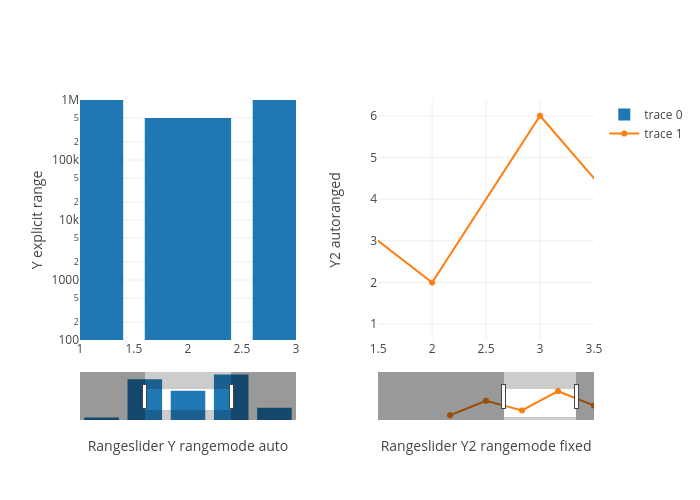 Y explicit range
1M
5
2
100k
5
2
10k
5
2
1000
5
2
100
1
1.5
2
2.5
3
Rangeslider Y rangemode auto
Y2 autoranged
6
5
4
3
2
1
1.5
2
2.5
3
3.5
Rangeslider Y2 rangemode fixed
trace 0
trace 1